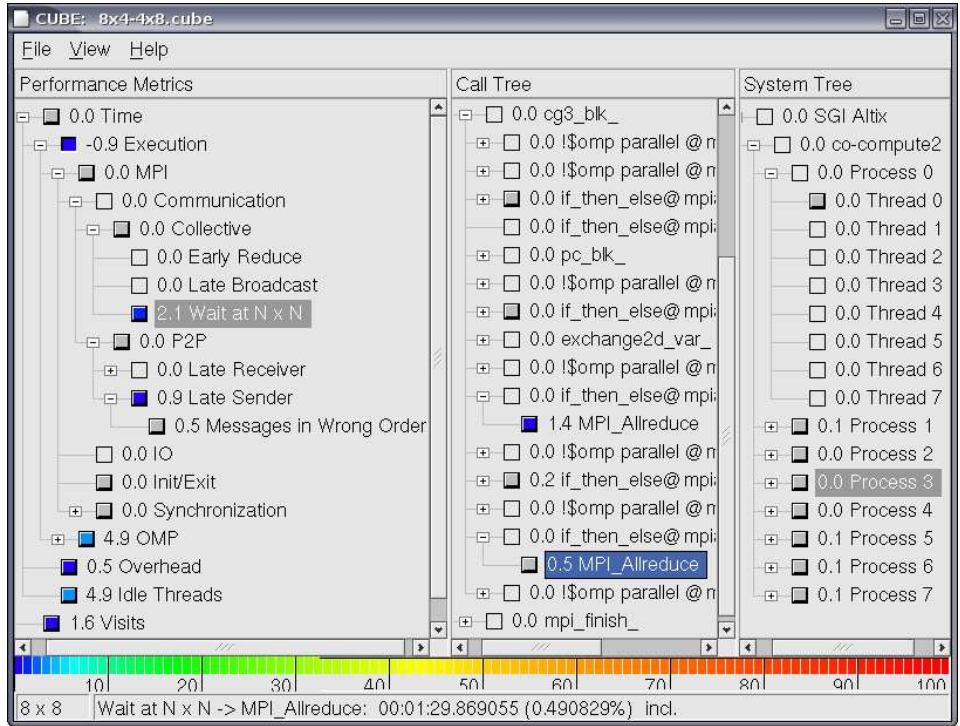 CUBE: 8x4-4x8.cube
File View Help
Performance Metrics
0.0 Time
-0.9 Execution
0.0 MPI
0.0 Communication
0.0 Collective
0.0 Early Reduce
0.0 Late Broadcast
2.1 Wait at N x N
0.0 P2P
0.0 Late Receiver
0.9 Late Sender
0.5 Messages in Wrong Order
0.0 IO
0.0 Init/Exit
0.0 Synchronization
4.9 OMP
0.5 Overhead
4.9 Idle Threads
1.6 Visits
Call Tree
0.0 cg3_blk_
0.0 !$omp parallel @
0.0 !$omp parallel @
0.0 if_then_else@ mpi
0.0 if_then_else@ mpi
0.0 pc_blk_
0.0 !$omp parallel @
0.0 if_then_else@ mpi
0.0 exchange2d_var_
0.0 !$omp parallel @
0.0 if_then_else@ mpi
1.4 MPI_Allreduce
0.0 !$omp parallel @
0.2 if_then_else@ mpi
0.0 !$omp parallel @
0.0 if_then_else@ mpi
0.5 MPI_Allreduce
0.0 !$omp parallel @
0.0 mpi_finish_
System Tree
0.0 SGI Altix
0.0 co-compute2
0.0 Process 0
0.0 Thread 0
0.0 Thread 1
0.0 Thread 2
0.0 Thread 3
0.0 Thread 4
0.0 Thread 5
0.0 Thread 6
0.0 Thread 7
0.1 Process 1
0.0 Process 2
0.0 Process 3
0.0 Process 4
0.1 Process 5
0.1 Process 6
0.1 Process 7
10 20 30 40 50 60 70 80 90 100
8 x 8 Wait at N x N -> MPI_Allreduce: 00:01:29.869055 (0.490829%) incl.